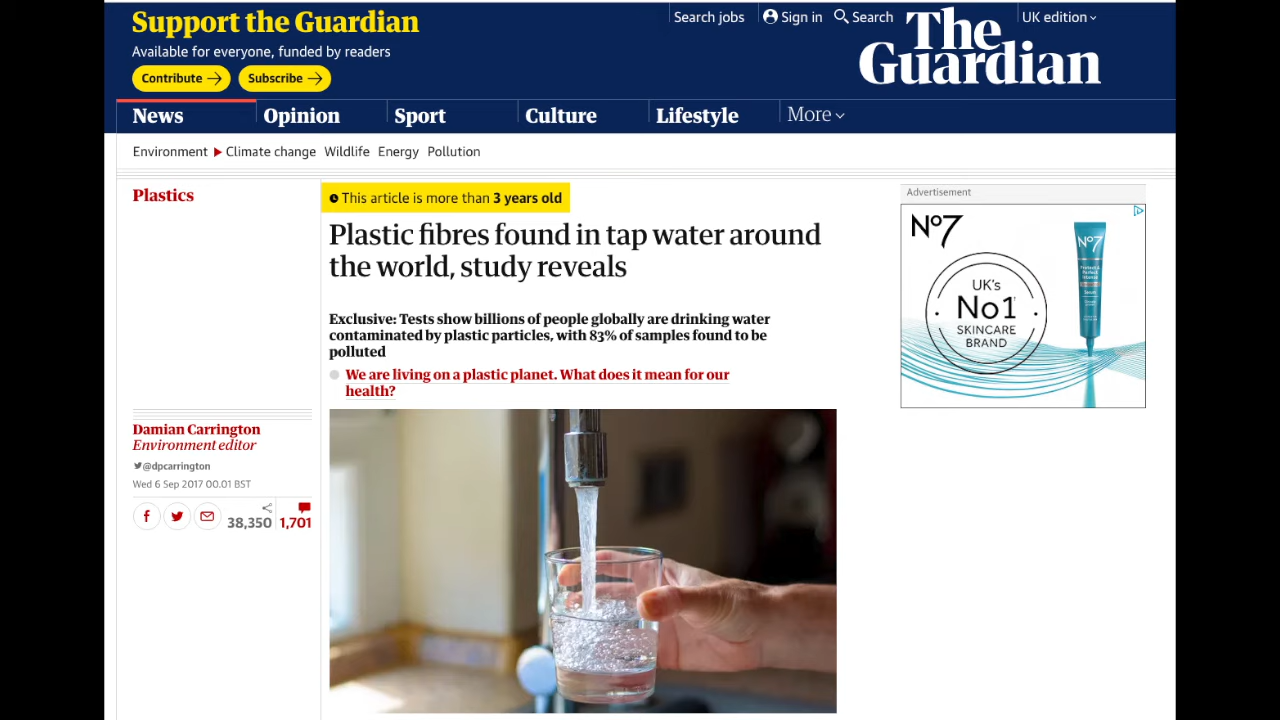 Support the Guardian
Available for everyone, funded by readers
Contribute
Subscribe
Search jobs
Sign in
Search
UK edition
The
Guardian
News
Opinion
Sport
Culture
Lifestyle
More
Environment
Climate change
Wildlife
Energy
Pollution
Plastics
This article is more than 3 years old
Plastic fibres found in tap water around
the world, study reveals
Exclusive: Tests show billions of people globally are drinking water
contaminated by plastic particles, with 83% of samples found to be
polluted
We are living on a plastic planet. What does it mean for our
health?
Damian Carrington
Environment editor
@dpcarrington
Wed 6 Sep 2017 00.01 BST
38,350
1,701
Advertisement
No7
UK's
No1
SKINCARE
BRAND
No7